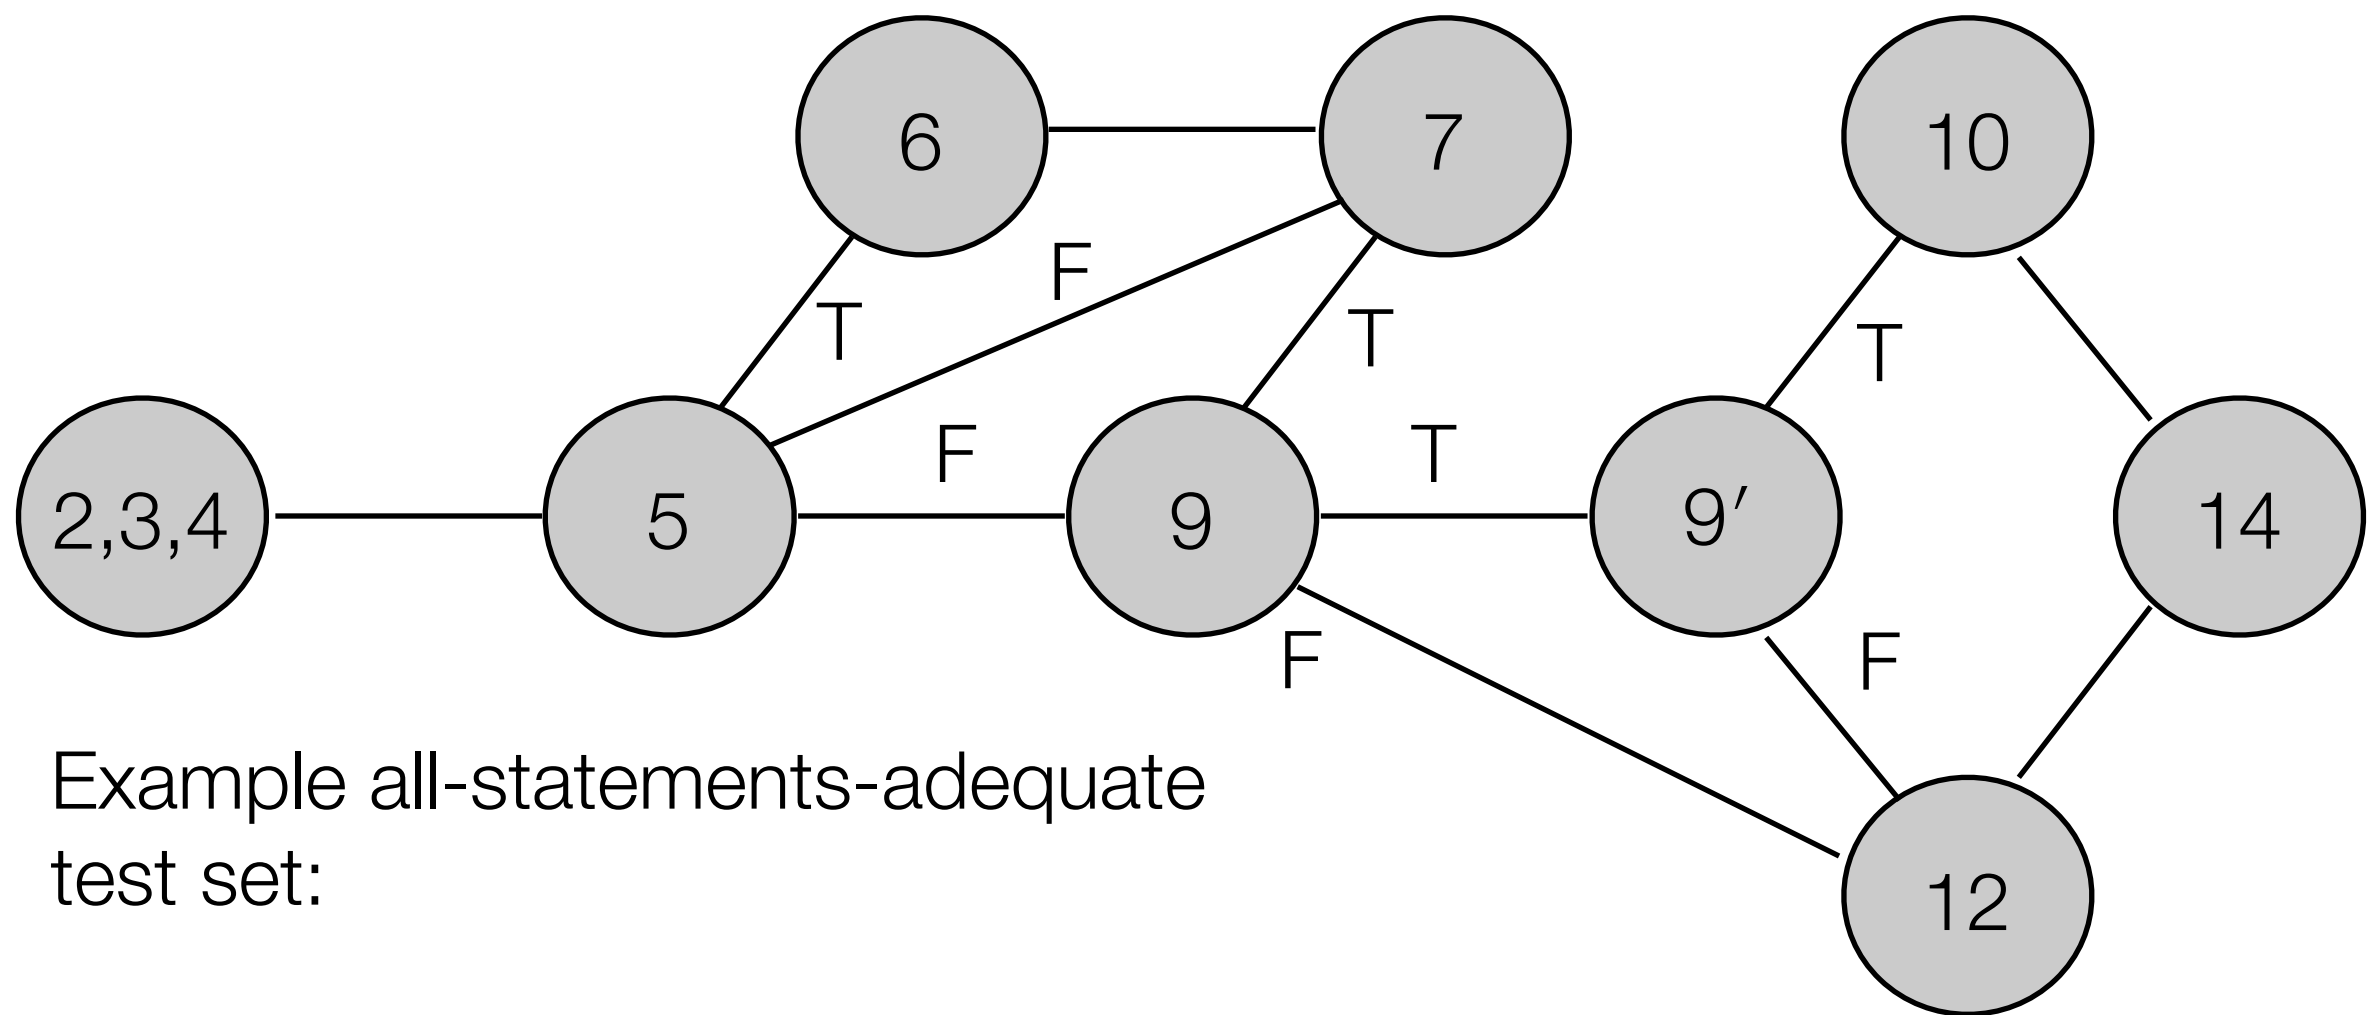 6
7
10
F
T
T
T
2,3,4
5
F
9
T
9′
14
F
F
Example all-statements-adequate
test set:
12